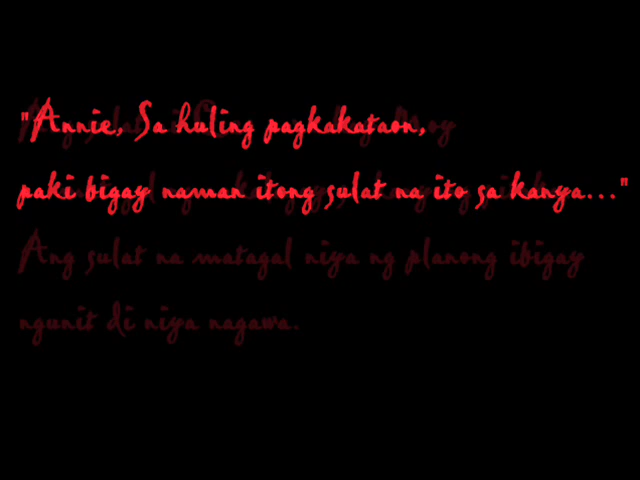 "Annie, Sa huling pagkakataon,
paki bigay naman itong sulat na ito sa kanya..."
Ang sulat na matagal niya ng planong ibigay
ngunit di niya nagawa.